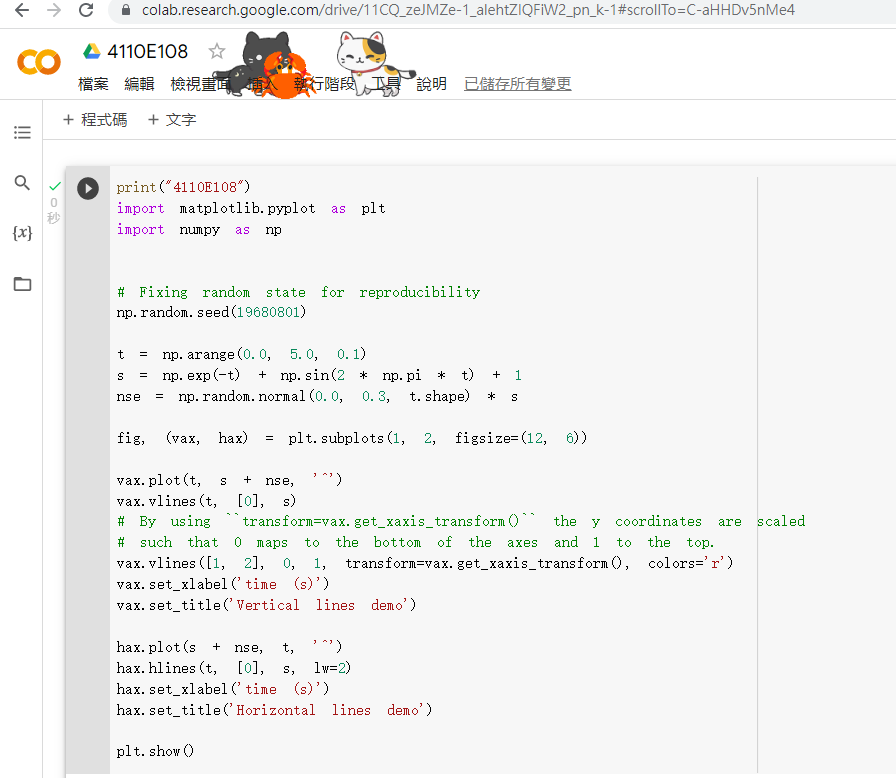 colab.research.google.com/drive/11CQ_zeJMZe-1_alehtZlQFiW2_pn_k-1#scrollTo=C-aHHDv5nMe4
4110E108
檔案 編輯 檢視畫面 插入 執行階段 工具 說明 已儲存所有變更
+ 程式碼 + 文字
0
秒
{x}
print("4110E108")
import matplotlib.pyplot as plt
import numpy as np
# Fixing random state for reproducibility
np.random.seed(19680801)
t = np.arange(0.0, 5.0, 0.1)
s = np.exp(-t) + np.sin(2 * np.pi * t) + 1
nse = np.random.normal(0.0, 0.3, t.shape) * s
fig, (vax, hax) = plt.subplots(1, 2, figsize=(12, 6))
vax.plot(t, s + nse, '^')
vax.vlines(t, [0], s)
# By using ``transform=vax.get_xaxis_transform()`` the y coordinates are scaled
# such that 0 maps to the bottom of the axes and 1 to the top.
vax.vlines([1, 2], 0, 1, transform=vax.get_xaxis_transform(), colors='r')
vax.set_xlabel('time (s)')
vax.set_title('Vertical lines demo')
hax.plot(s + nse, t, '^')
hax.hlines(t, [0], s, lw=2)
hax.set_xlabel('time (s)')
hax.set_title('Horizontal lines demo')
plt.show()